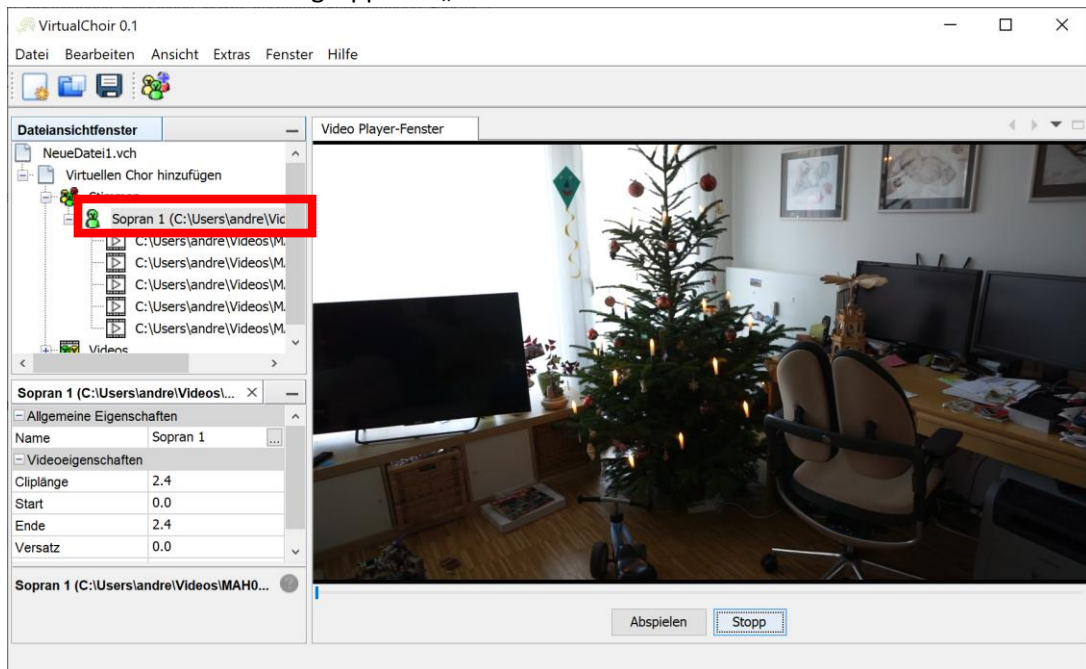 VirtualChoir 0.1
Datei Bearbeiten Ansicht Extras Fenster Hilfe
Dateiansichtfenster
Video Player-Fenster
NeueDatei1.vch
Virtuellen Chor hinzufügen
Sopran 1 (C:\Users\andre\Vid
C:\Users\andre\Videos\M
C:\Users\andre\Videos\M
C:\Users\andre\Videos\M
C:\Users\andre\Videos\M
C:\Users\andre\Videos\M
Videos
Sopran 1 (C:\Users\andre\Videos\...
Allgemeine Eigenschaften
Name Sopran 1 ...
Videoeigenschaften
Cliplänge 2.4
Start 0.0
Ende 2.4
Versatz 0.0
Sopran 1 (C:\Users\andre\Videos\MAH0...
Abspielen Stopp